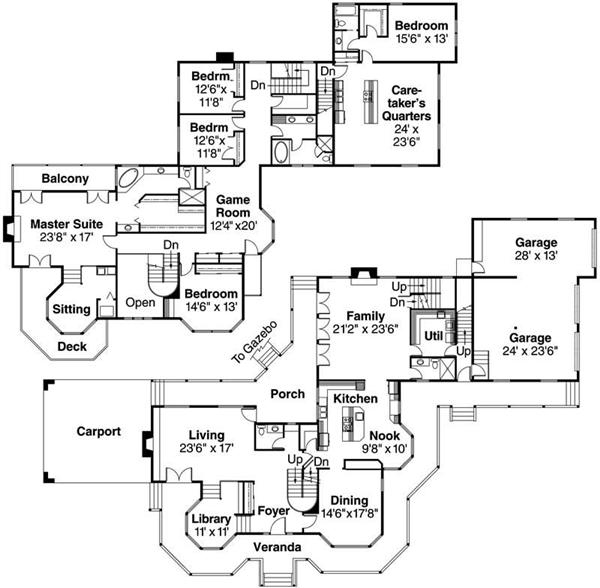 Bedroom
15'6" x 13'
Dn
Dn
Bedrm
12'6"x
11'8"
Care-
taker's
Quarters
24' x
23'6"
Bedrm
12'6"x
11'8"
Balcony
Master Suite
23'8" x 17'
Game
Room
12'4"x20'
Dn
Sitting
Open
Bedroom
14'6" x 13'
Deck
Garage
28' x 13'
Up
Dn
Family
21'2" x 23'6"
Util
Up
Garage
24' x 23'6"
To Gazebo
Porch
Kitchen
Carport
Living
23'6" x 17'
Nook
9'8" x 10'
Up
Dn
Library
11' x 11'
Foyer
Dining
14'6"x17'8"
Veranda